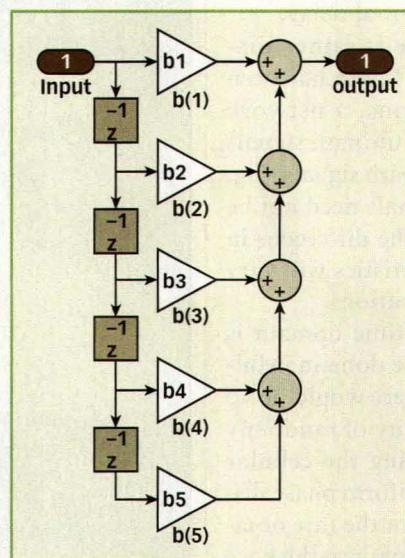 1
Input
b1
b(1)
+
+
1
output
-1
z
b2
b(2)
+
+
-1
z
b3
b(3)
+
+
-1
z
b4
b(4)
+
+
-1
z
b5
b(5)